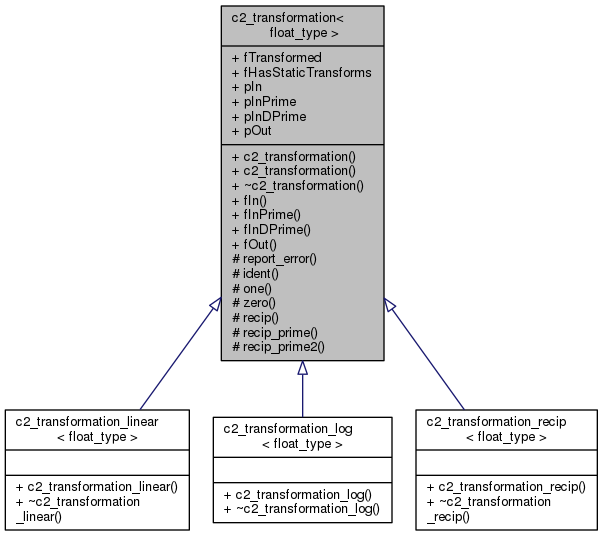 c2_transformation<
float_type >
+ fTransformed
+ fHasStaticTransforms
+ pIn
+ pInPrime
+ pInDPrime
+ pOut
+ c2_transformation()
+ c2_transformation()
+ ~c2_transformation()
+ fIn()
+ fInPrime()
+ fInDPrime()
+ fOut()
# report_error()
# ident()
# one()
# zero()
# recip()
# recip_prime()
# recip_prime2()
c2_transformation_linear
< float_type >
+ c2_transformation_linear()
+ ~c2_transformation
_linear()
c2_transformation_log
< float_type >
+ c2_transformation_log()
+ ~c2_transformation_log()
c2_transformation_recip
< float_type >
+ c2_transformation_recip()
+ ~c2_transformation
_recip()